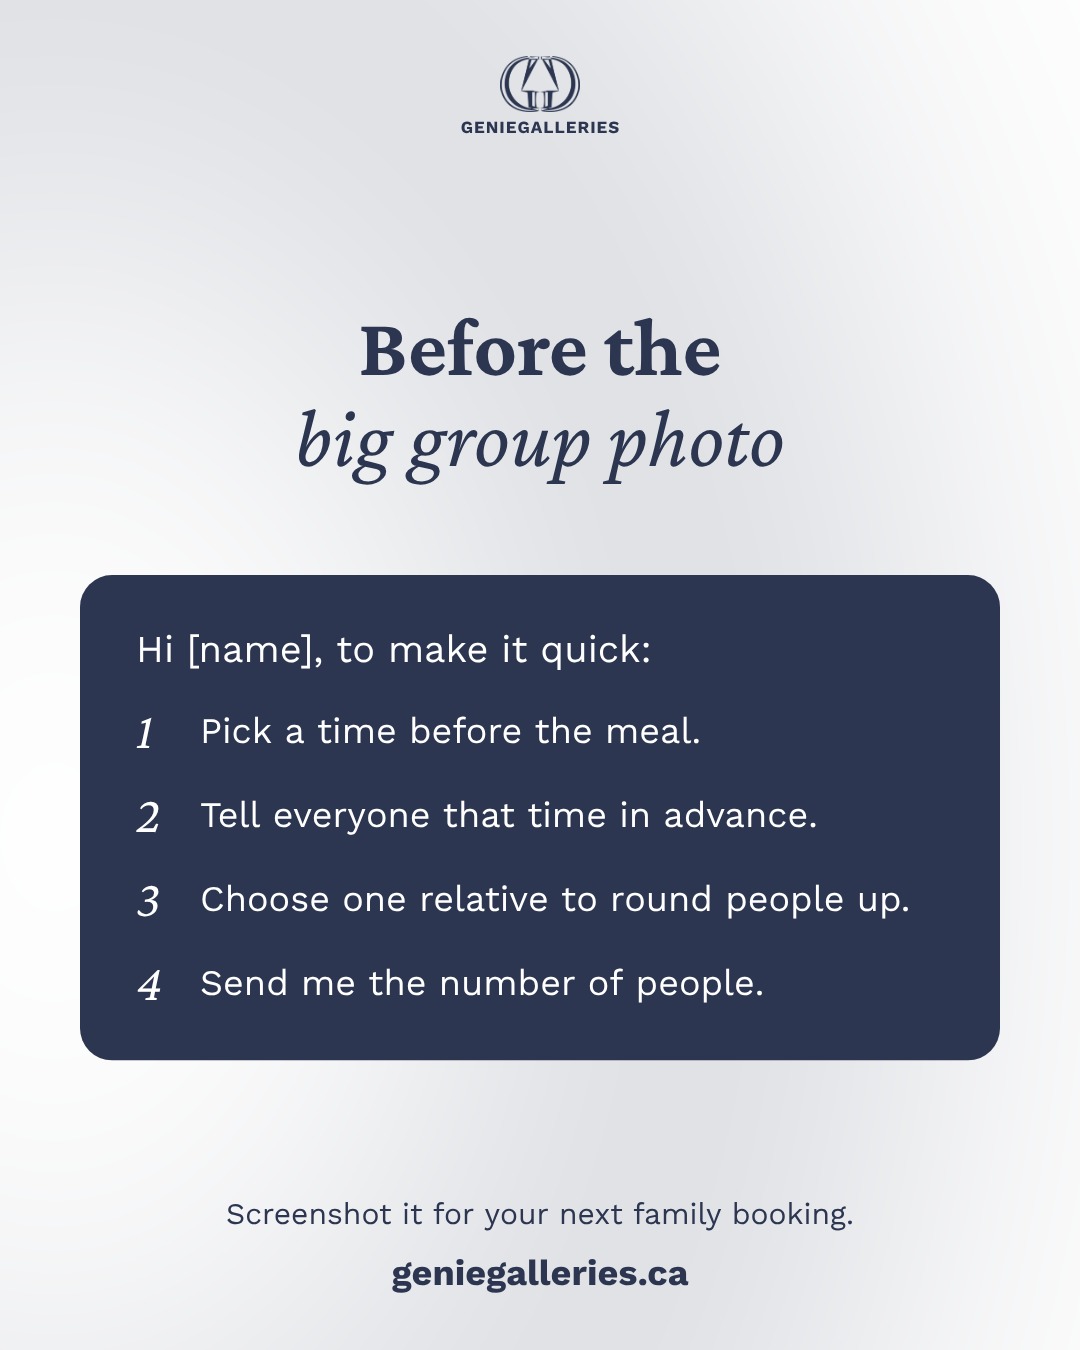 GENIEGALLERIES
Before the
big group photo
Hi [name], to make it quick:
1 Pick a time before the meal.
2 Tell everyone that time in advance.
3 Choose one relative to round people up.
4 Send me the number of people.
Screenshot it for your next family booking.
geniegalleries.ca